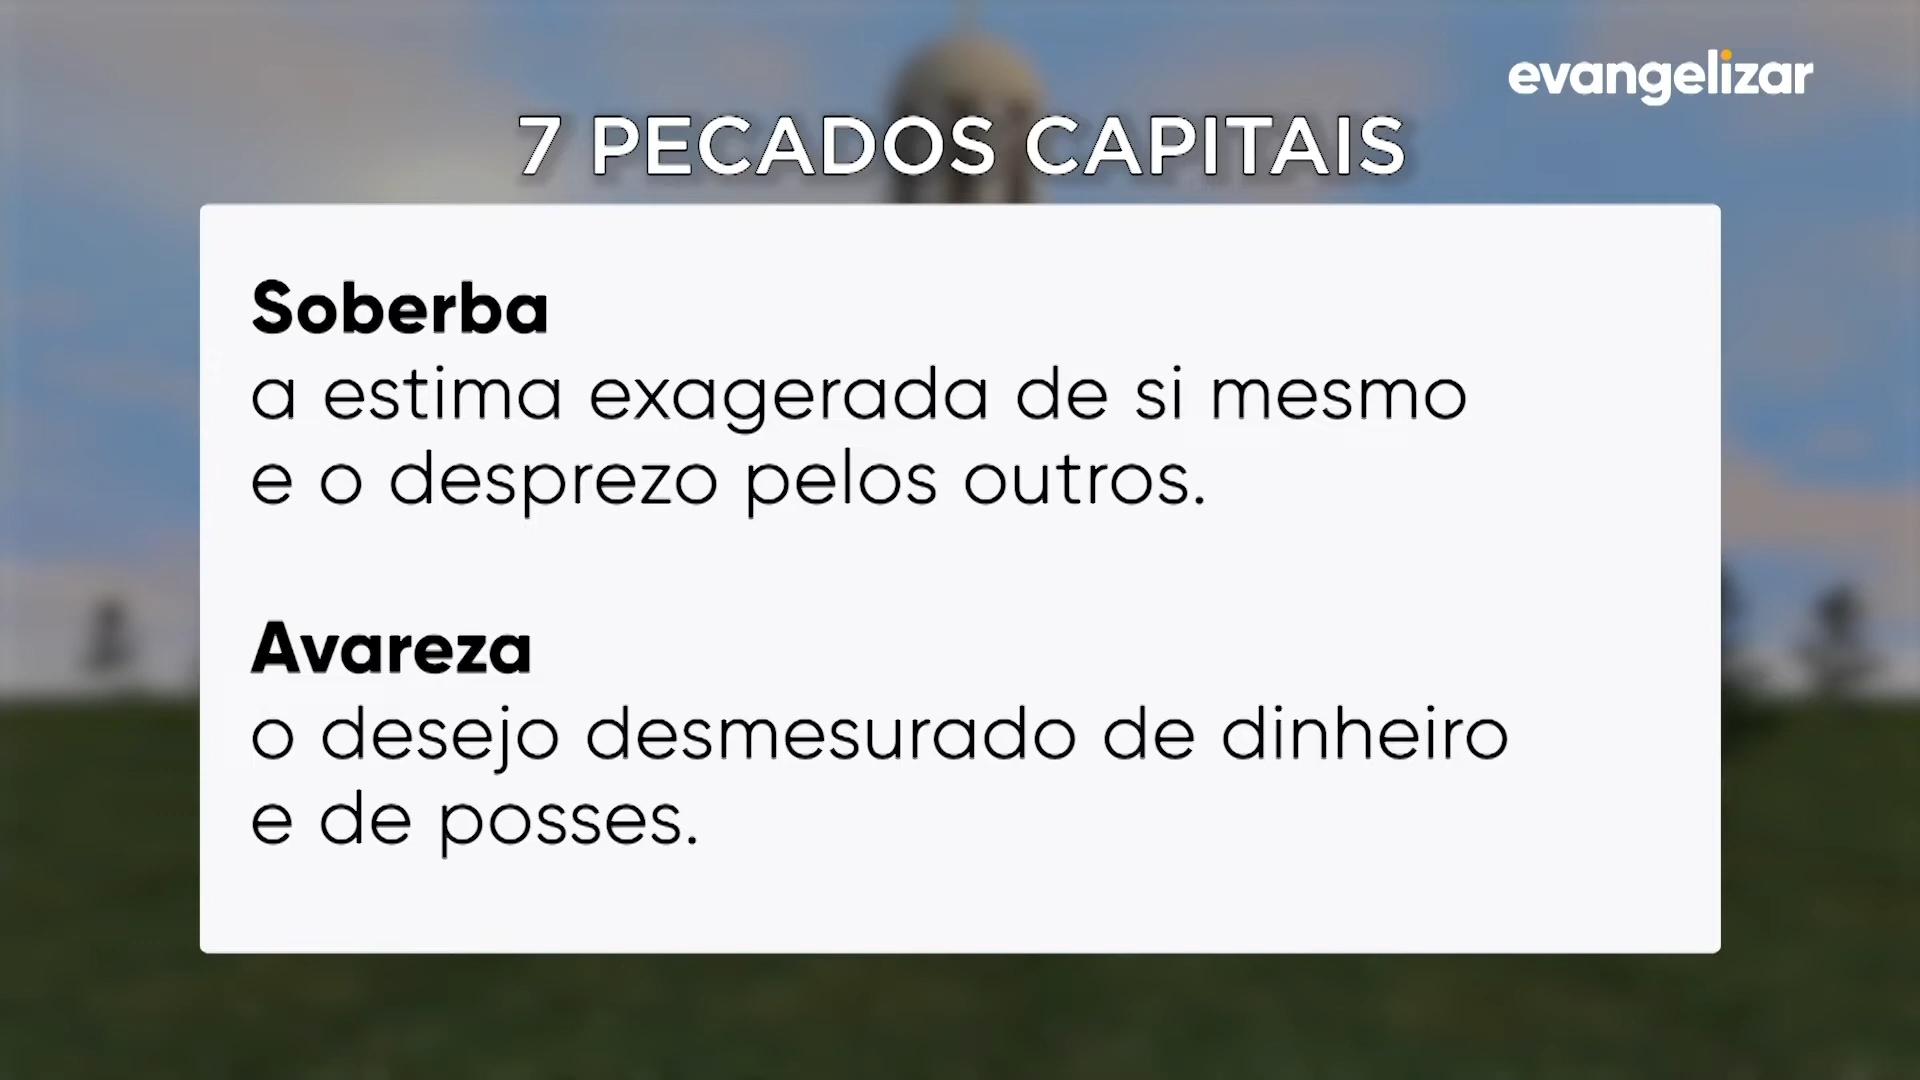 evangelizar
7 PECADOS CAPITAIS
Soberba
a estima exagerada de si mesmo
e o desprezo pelos outros.
Avareza
o desejo desmesurado de dinheiro
e de posses.